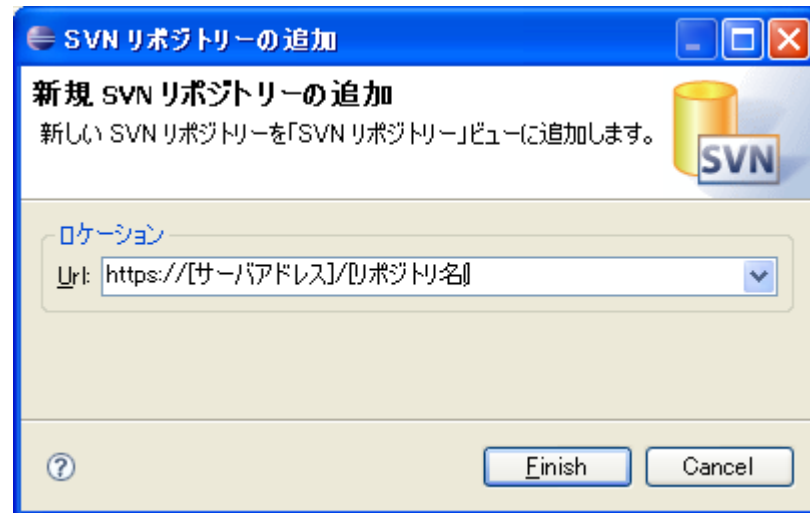 SVN リポジトリーの追加
新規 SVN リポジトリーの追加
新しい SVN リポジトリーを「SVN リポジトリー」ビューに追加します。
SVN
ロケーション
Url: https://[サーバアドレス]/[リポジトリ名]
?
Finish Cancel